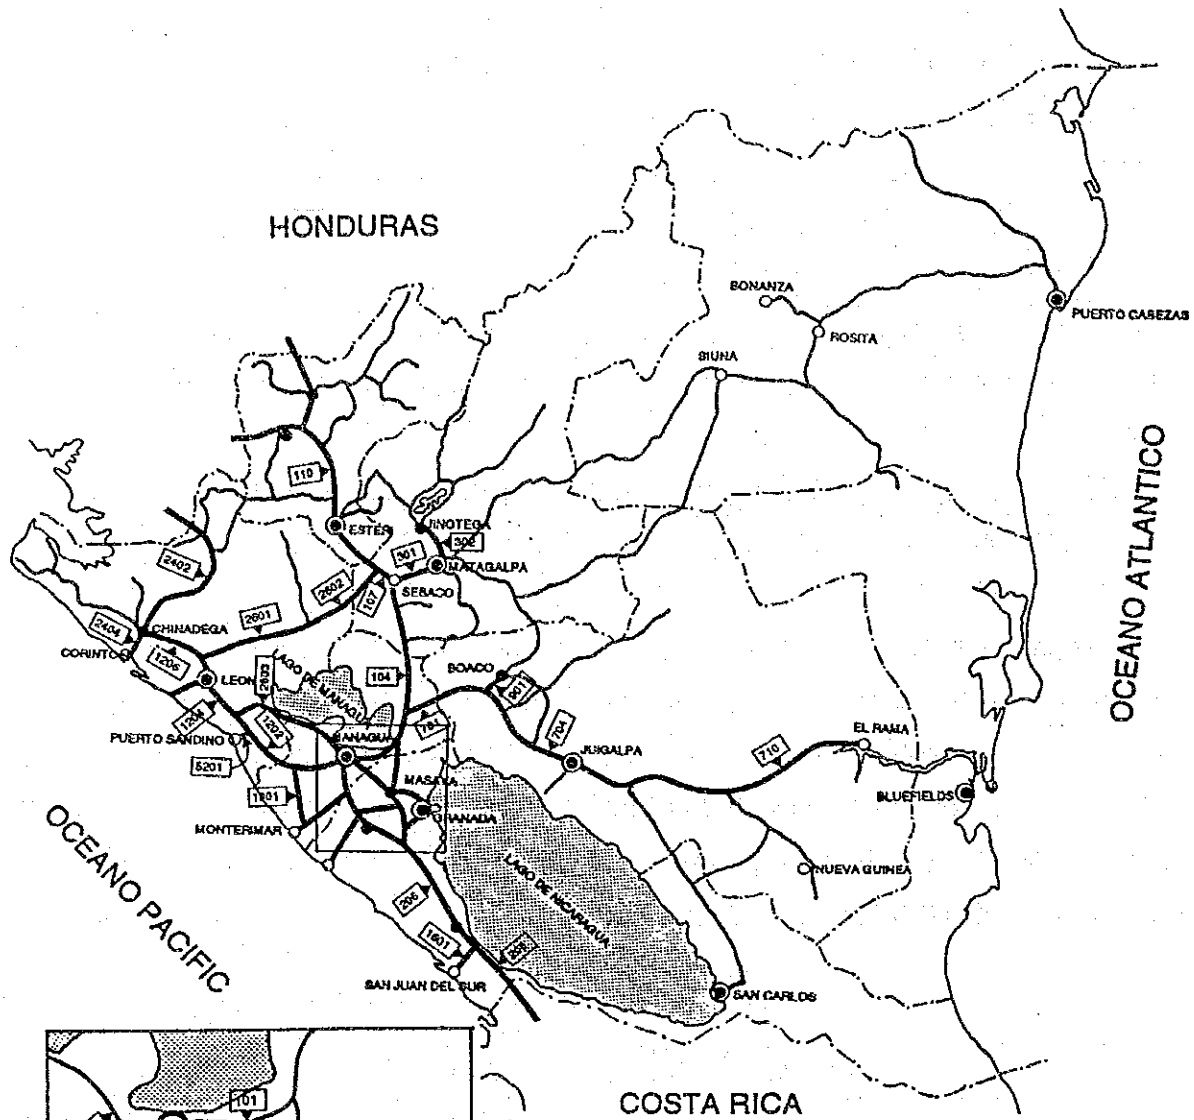 HONDURAS
BONANZA
PUERTO CABEZAS
ROSITA
SIUNA
OCEANO ATLANTICO
110
ESTERI
JINOTEGA
302
2402
301
MATAGALPA
2602
107
SEBACO
2404
CHINADEGA
2601
CORINTO
1206
LEON
LAGO DE MANAGUA
104
BOACO
901
1202
704
PUERTO SANDINO
MANAGUA
JUIGALPA
710
EL RAMA
5201
MASAYA
BLUEFIELDS
GRANADA
MONTERIMAR
NUEVA GUINEA
LAGO DE NICARAGUA
OCEANO PACIFIC
206
1601
SAN JUAN DEL SUR
SAN CARLOS
101
COSTA RICA